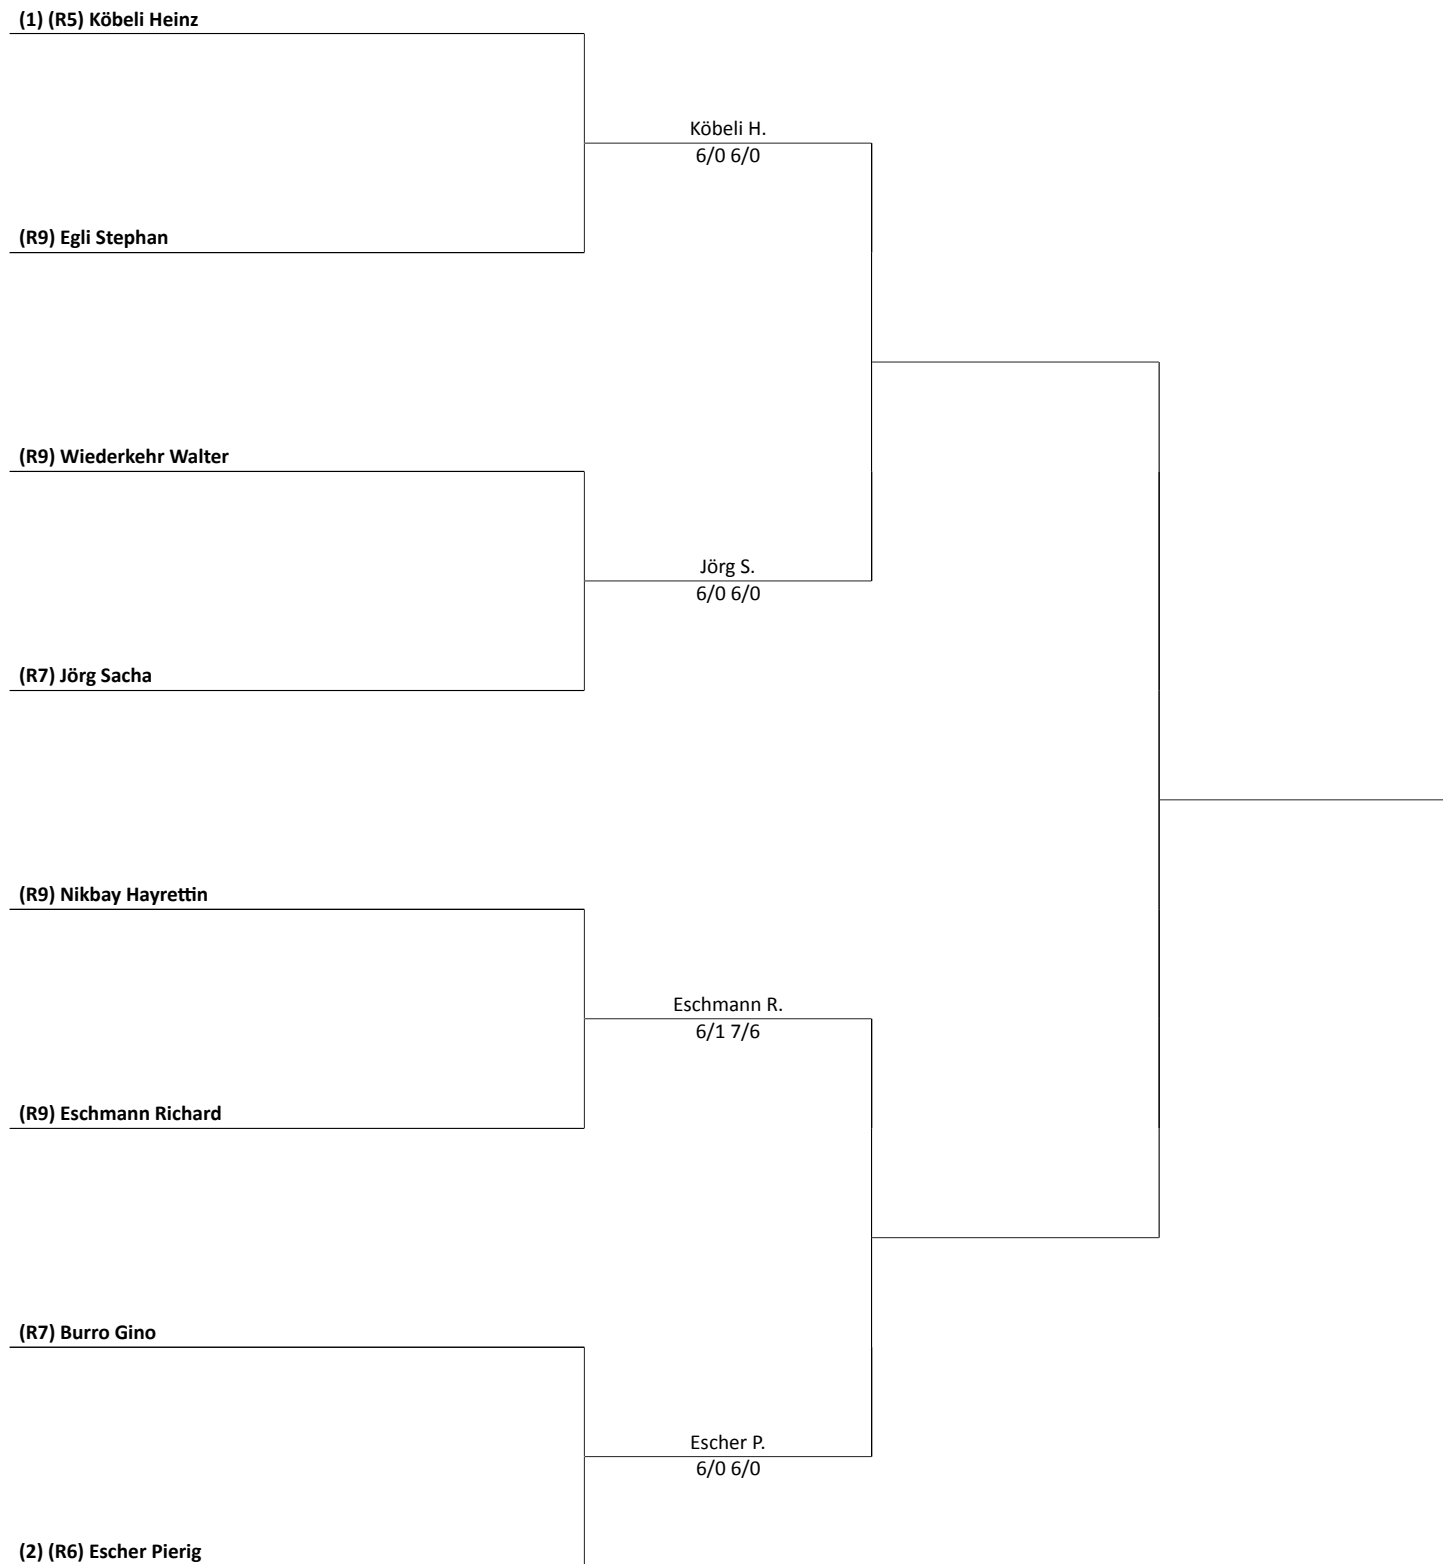 (1) (R5) Köbeli Heinz
Köbeli H.
6/0 6/0
(R9) Egli Stephan
(R9) Wiederkehr Walter
Jörg S.
6/0 6/0
(R7) Jörg Sacha
(R9) Nikbay Hayrettin
Eschmann R.
6/1 7/6
(R9) Eschmann Richard
(R7) Burro Gino
Escher P.
6/0 6/0
(2) (R6) Escher Pierig